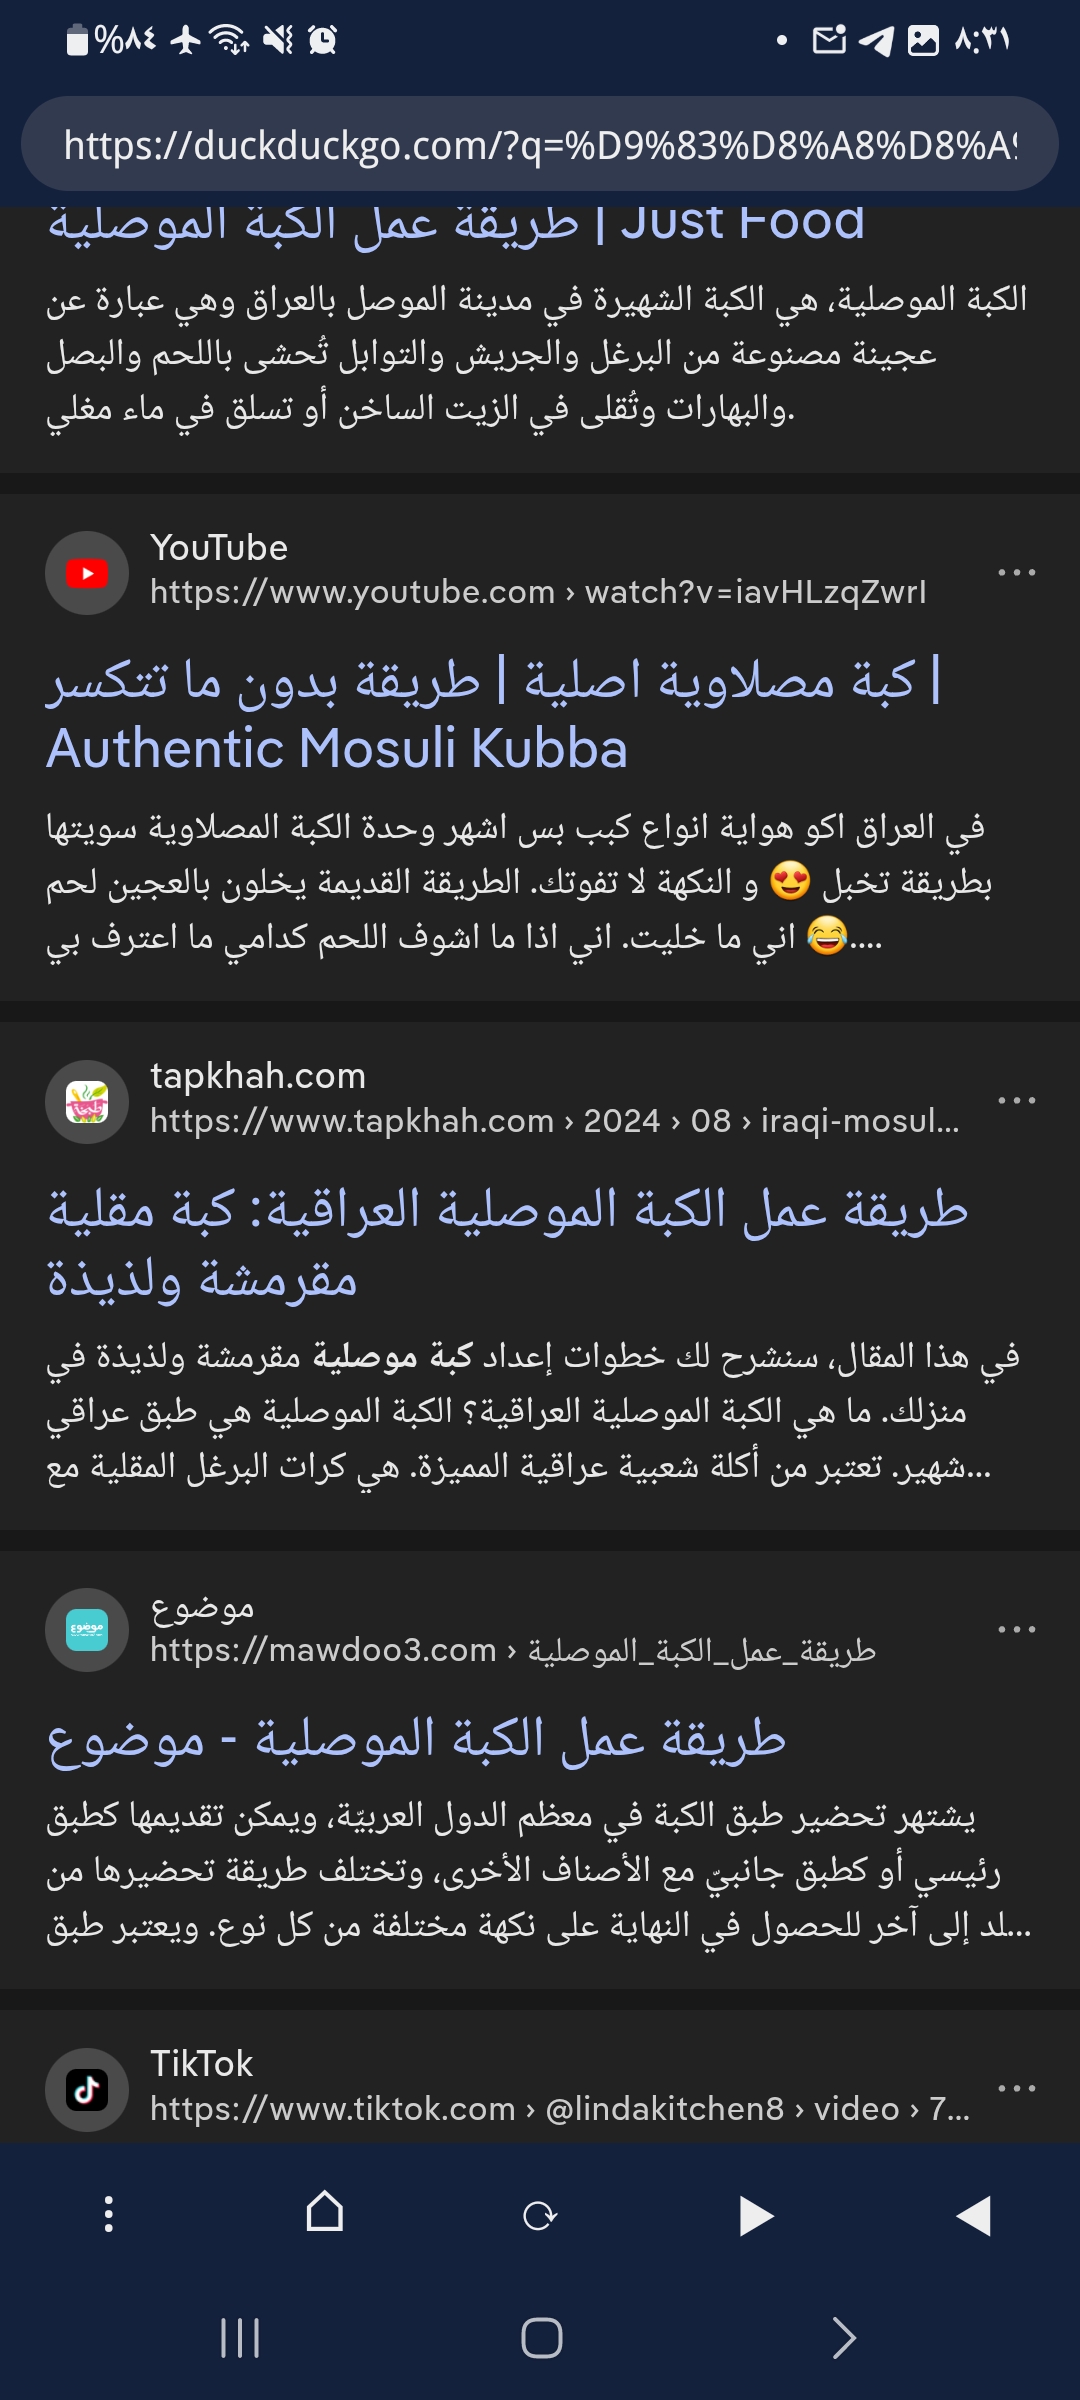 %٨٤
٨:٣١
https://duckduckgo.com/?q=%D9%83%D8%A8%D8%A9
طريقة عمل الكبة الموصلية | Just Food
الكبة الموصلية، هي الكبة الشهيرة في مدينة الموصل بالعراق وهي عبارة عن
عجينة مصنوعة من البرغل والجريش والتوابل تُحشى باللحم والبصل
والبهارات وتُقلى في الزيت الساخن أو تسلق في ماء مغلي.
YouTube
https://www.youtube.com › watch?v=iavHLzqZwrI
كبة مصلاوية اصلية | طريقة بدون ما تتكسر |
Authentic Mosuli Kubba
في العراق اكو هواية انواع كبب بس اشهر وحدة الكبة المصلاوية سويتها
بطريقة تخبل 😍 و النكهة لا تفوتك. الطريقة القديمة يخلون بالعجين لحم
اني ما خليت. اني اذا ما اشوف اللحم كدامي ما اعترف بي 😂....
tapkhah.com
https://www.tapkhah.com › 2024 › 08 › iraqi-mosul...
طريقة عمل الكبة الموصلية العراقية: كبة مقلية
مقرمشة ولذيذة
في هذا المقال، سنشرح لك خطوات إعداد كبة موصلية مقرمشة ولذيذة في
منزلك. ما هي الكبة الموصلية العراقية؟ الكبة الموصلية هي طبق عراقي
شهير. تعتبر من أكلة شعبية عراقية المميزة. هي كرات البرغل المقلية مع...
موضوع
https://mawdoo3.com › طريقة_عمل_الكبة_الموصلية
طريقة عمل الكبة الموصلية - موضوع
يشتهر تحضير طبق الكبة في معظم الدول العربيّة، ويمكن تقديمها كطبق
رئيسي أو كطبق جانبيّ مع الأصناف الأخرى، وتختلف طريقة تحضيرها من
لد إلى آخر للحصول في النهاية على نكهة مختلفة من كل نوع. ويعتبر طبق...
TikTok
https://www.tiktok.com › @lindakitchen8 › video › 7...